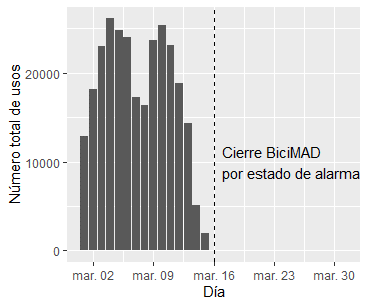 Número total de usos
20000
10000
0
Cierre BiciMAD
por estado de alarma
mar. 02
mar. 09
mar. 16
mar. 23
mar. 30
Día